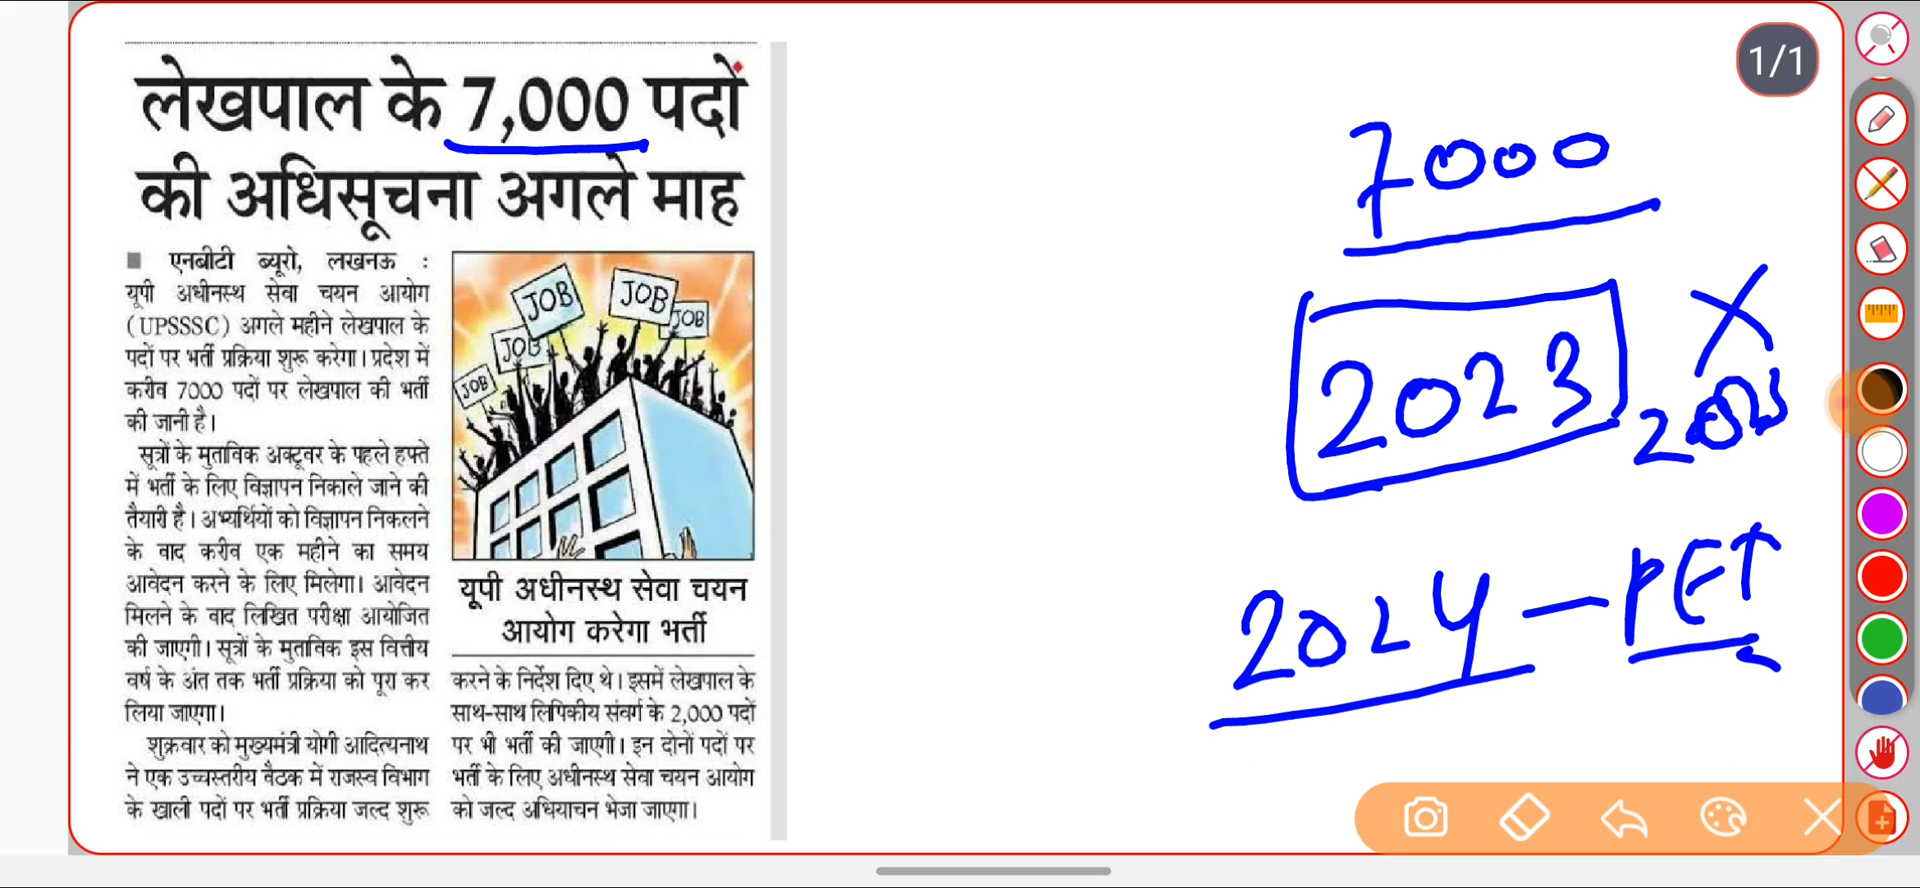 लेखपाल के 7,000 पदों
की अधिसूचना अगले माह
■ एनबीटी ब्यूरो, लखनऊ :
यूपी अधीनस्थ सेवा चयन आयोग
(UPSSSC) अगले महीने लेखपाल के
पदों पर भर्ती प्रक्रिया शुरू करेगा। प्रदेश में
करीब 7000 पदों पर लेखपाल की भर्ती
की जानी है।
सूत्रों के मुताबिक अक्टूबर के पहले हफ्ते
में भर्ती के लिए विज्ञापन निकाले जाने की
तैयारी है। अभ्यर्थियों को विज्ञापन निकलने
के बाद करीब एक महीने का समय
आवेदन करने के लिए मिलेगा। आवेदन
मिलने के बाद लिखित परीक्षा आयोजित
की जाएगी। सूत्रों के मुताबिक इस वित्तीय
वर्ष के अंत तक भर्ती प्रक्रिया को पूरा कर
लिया जाएगा।
शुक्रवार को मुख्यमंत्री योगी आदित्यनाथ
ने एक उच्चस्तरीय बैठक में राजस्व विभाग
के खाली पदों पर भर्ती प्रक्रिया जल्द शुरू
JOB
JOB
JOB
JOB
JOB
यूपी अधीनस्थ सेवा चयन
आयोग करेगा भर्ती
करने के निर्देश दिए थे। इसमें लेखपाल के
साथ-साथ लिपिकीय संवर्ग के 2,000 पदों
पर भी भर्ती की जाएगी। इन दोनों पदों पर
भर्ती के लिए अधीनस्थ सेवा चयन आयोग
को जल्द अधियाचन भेजा जाएगा।
1/1
7000
2023 X
2024 - PET